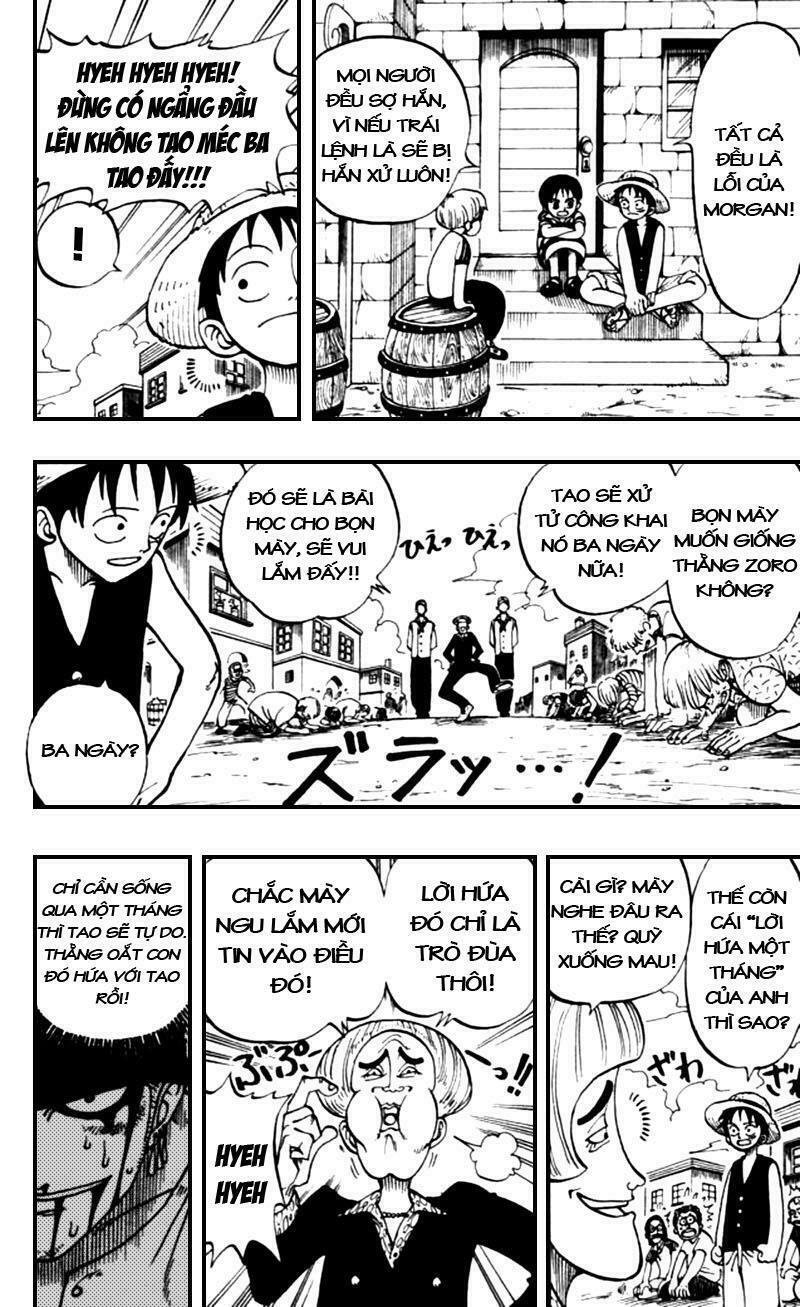 TẤT CẢ
ĐỀU LÀ
LỖI CỦA
MORGAN!
MỌI NGƯỜI
ĐỀU SỢ HẮN,
VÌ NẾU TRÁI
LỆNH LÀ SẼ BỊ
HẮN XỬ LUÔN!
HYEH HYEH HYEH!
ĐỪNG CÓ NGẨNG ĐẦU
LÊN KHÔNG TAO MÉC BA
TAO ĐẤY!!!
!
BỌN MÀY
MUỐN GIỐNG
THẰNG ZORO
KHÔNG?
TAO SẼ XỬ
TỬ CÔNG KHAI
NÓ BA NGÀY
NỮA!
ひえっ ひえっ
ĐÓ SẼ LÀ BÀI
HỌC CHO BỌN
MÀY, SẼ VUI
LẮM ĐẤY!!
ズラッ…!
BA NGÀY?
THẾ CÒN
CÁI “LỜI
HỨA MỘT
THÁNG”
CỦA ANH
THÌ SAO?
CÁI GÌ? MÀY
NGHE ĐÂU RA
THẾ? QUỲ
XUỐNG MAU!
ざわ
ざわ
LỜI HỨA
ĐÓ CHỈ LÀ
TRÒ ĐÙA
THÔI!
CHẮC MÀY
NGU LẮM MỚI
TIN VÀO ĐIỀU
ĐÓ!
ぶぷーーっ!!
HYEH
HYEH
CHỈ CẦN SỐNG
QUA MỘT THÁNG
THÌ TAO SẼ TỰ DO.
THẰNG OẮT CON
ĐÓ HỨA VỚI TAO
RỒI!